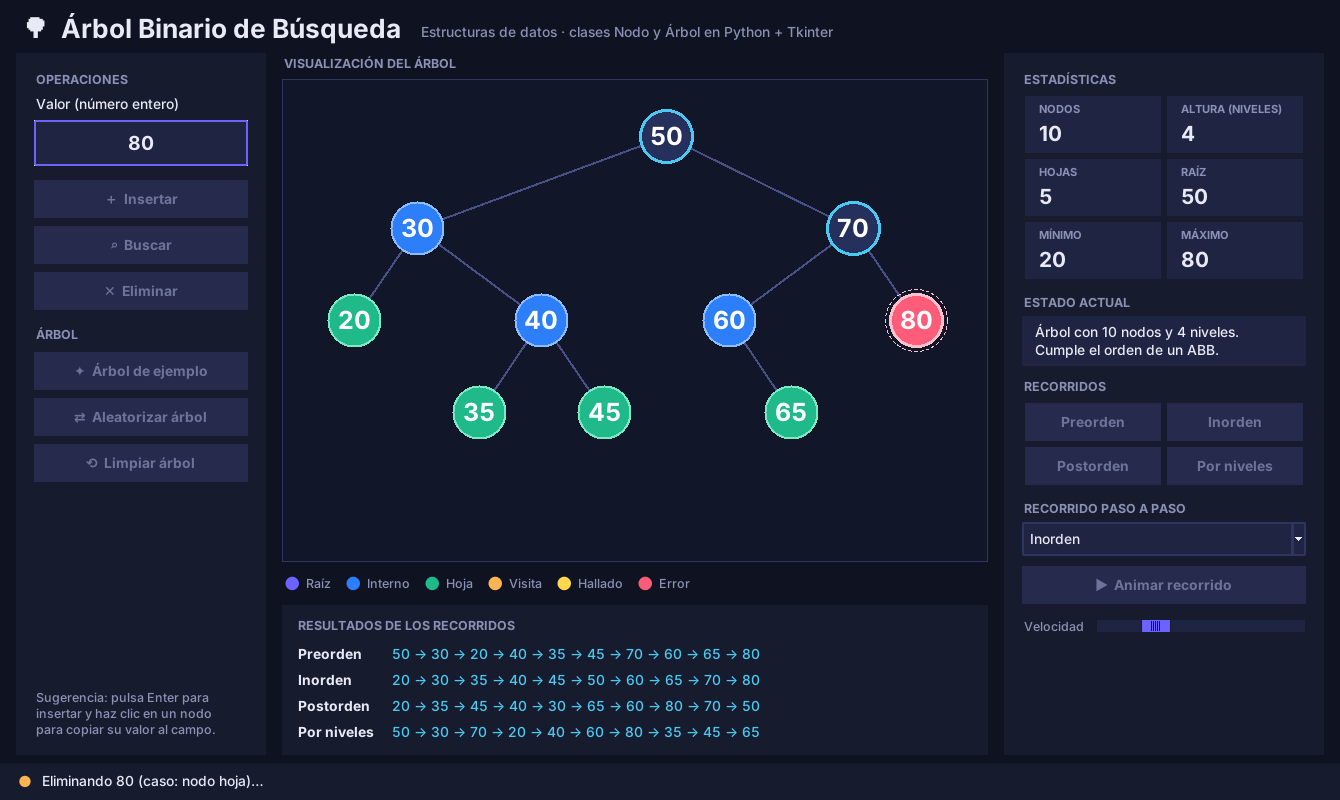 Árbol Binario de Búsqueda
Estructuras de datos · clases Nodo y Árbol en Python + Tkinter
OPERACIONES
Valor (número entero)
80
+ Insertar
⌕ Buscar
✕ Eliminar
ÁRBOL
✦ Árbol de ejemplo
⇄ Aleatorizar árbol
⟲ Limpiar árbol
Sugerencia: pulsa Enter para
insertar y haz clic en un nodo
para copiar su valor al campo.
VISUALIZACIÓN DEL ÁRBOL
50
30
70
20
40
60
80
35
45
65
Raíz
Interno
Hoja
Visita
Hallado
Error
RESULTADOS DE LOS RECORRIDOS
Preorden 50 → 30 → 20 → 40 → 35 → 45 → 70 → 60 → 65 → 80
Inorden 20 → 30 → 35 → 40 → 45 → 50 → 60 → 65 → 70 → 80
Postorden 20 → 35 → 45 → 40 → 30 → 65 → 60 → 80 → 70 → 50
Por niveles 50 → 30 → 70 → 20 → 40 → 60 → 80 → 35 → 45 → 65
ESTADÍSTICAS
NODOS
10
ALTURA (NIVELES)
4
HOJAS
5
RAÍZ
50
MÍNIMO
20
MÁXIMO
80
ESTADO ACTUAL
Árbol con 10 nodos y 4 niveles.
Cumple el orden de un ABB.
RECORRIDOS
Preorden
Inorden
Postorden
Por niveles
RECORRIDO PASO A PASO
Inorden
▶ Animar recorrido
Velocidad
Eliminando 80 (caso: nodo hoja)...